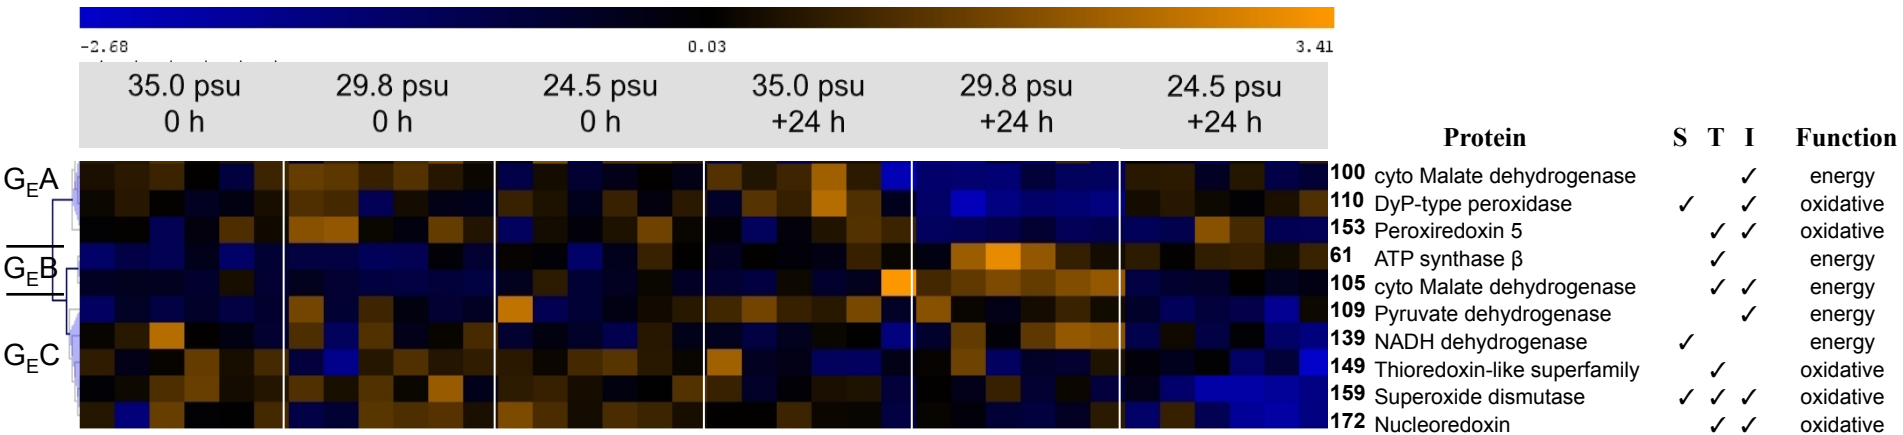 -2.68 0.03 3.41
35.0 psu 29.8 psu 24.5 psu 35.0 psu 29.8 psu 24.5 psu
0 h 0 h 0 h +24 h +24 h +24 h
Protein S T I Function
GEA
100 cyto Malate dehydrogenase ✓ energy
110 DyP-type peroxidase ✓ ✓ oxidative
153 Peroxiredoxin 5 ✓ ✓ oxidative
GEB
61 ATP synthase β ✓ energy
105 cyto Malate dehydrogenase ✓ ✓ energy
109 Pyruvate dehydrogenase ✓ energy
139 NADH dehydrogenase ✓ energy
GEC
149 Thioredoxin-like superfamily ✓ oxidative
159 Superoxide dismutase ✓ ✓ ✓ oxidative
172 Nucleoredoxin ✓ ✓ oxidative